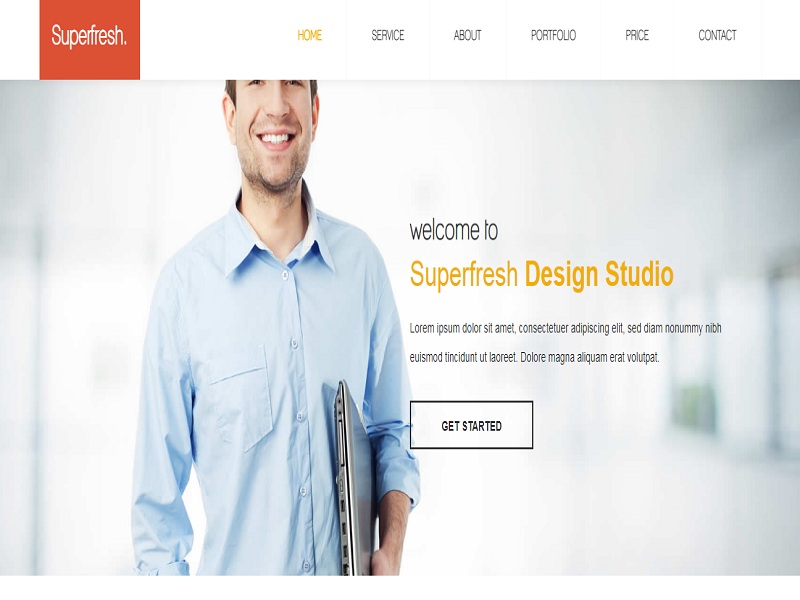 Superfresh.
HOME SERVICE ABOUT PORTFOLIO PRICE CONTACT
welcome to
Superfresh Design Studio
Lorem ipsum dolor sit amet, consectetuer adipiscing elit, sed diam nonummy nibh
euismod tincidunt ut laoreet. Dolore magna aliquam erat volutpat.
GET STARTED